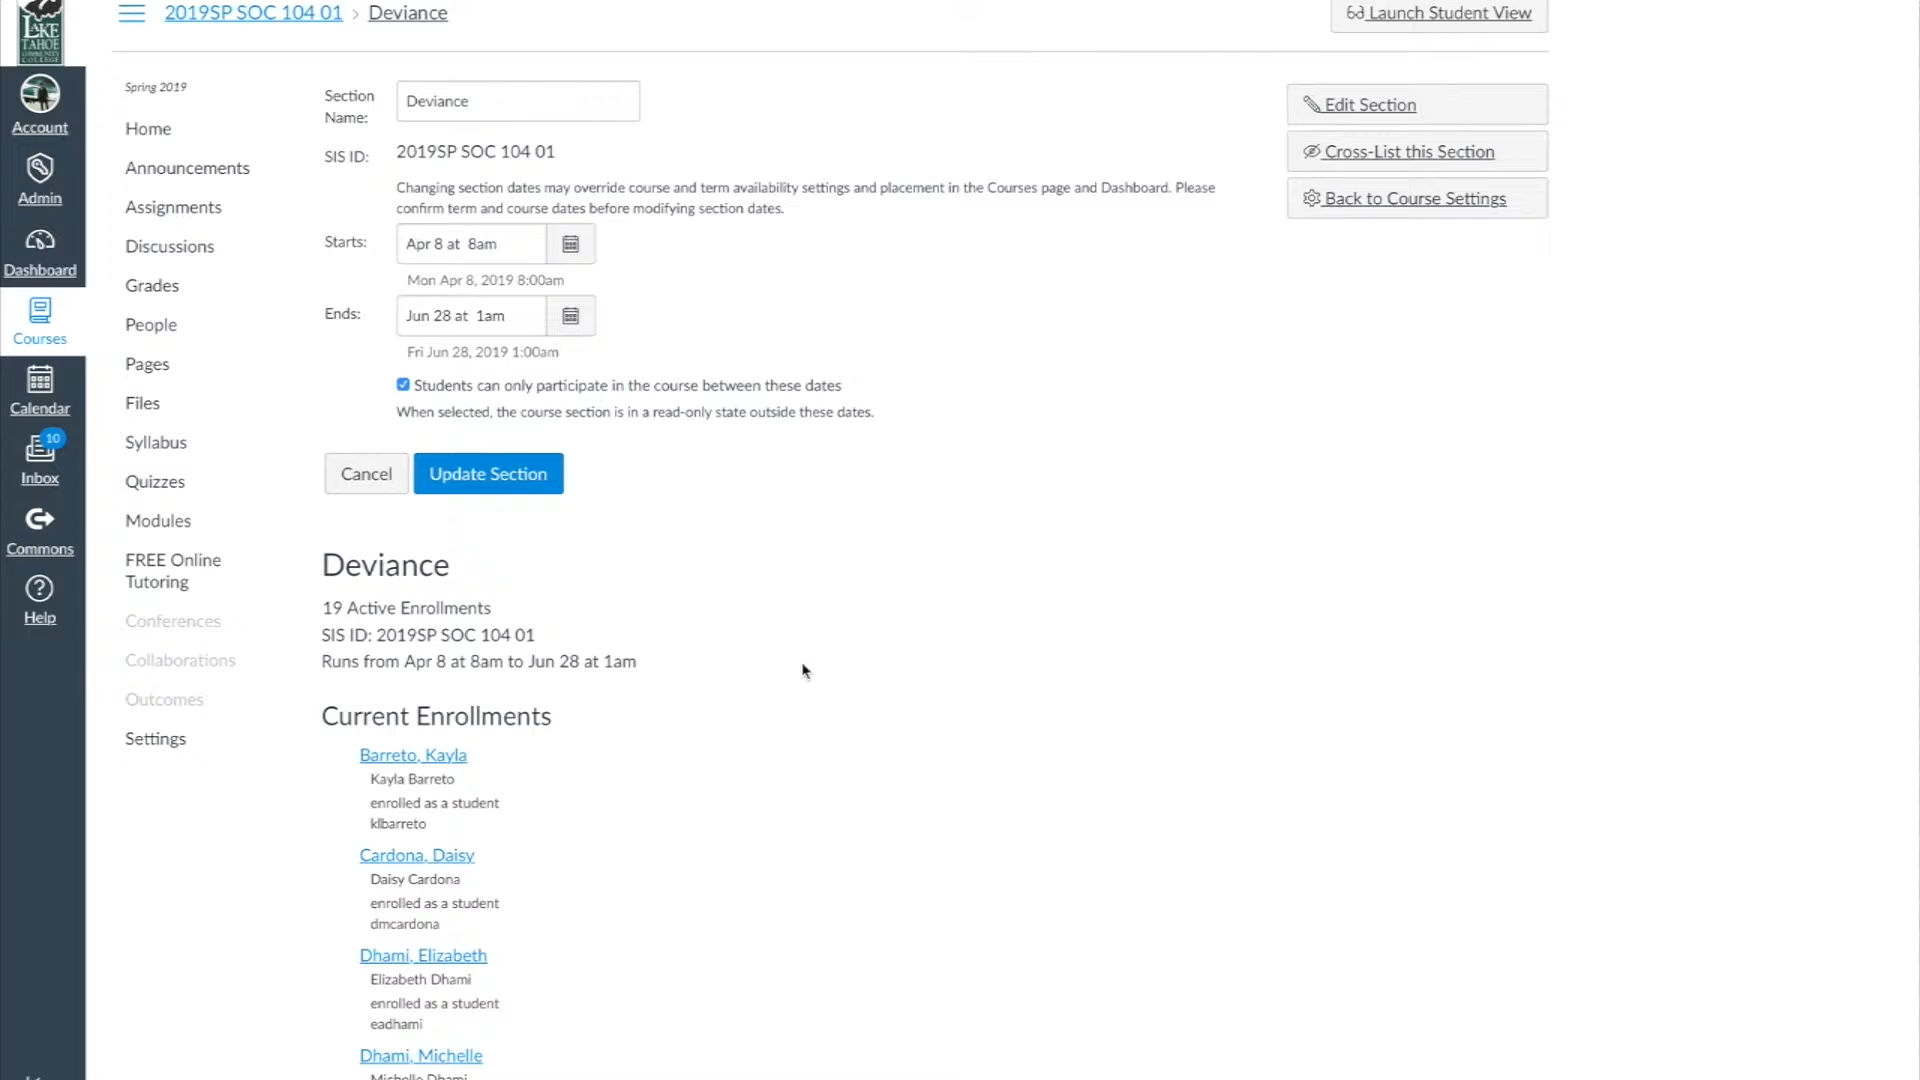 LAKE
TAHOE
COMMUNITY
COLLEGE
2019SP SOC 104 01 > Deviance
Launch Student View
Account
Admin
Dashboard
Courses
Calendar
10
Inbox
Commons
Help
Spring 2019
Home
Announcements
Assignments
Discussions
Grades
People
Pages
Files
Syllabus
Quizzes
Modules
FREE Online
Tutoring
Conferences
Collaborations
Outcomes
Settings
Section
Name:
Deviance
SIS ID: 2019SP SOC 104 01
Changing section dates may override course and term availability settings and placement in the Courses page and Dashboard. Please
confirm term and course dates before modifying section dates.
Starts: Apr 8 at 8am
Mon Apr 8, 2019 8:00am
Ends: Jun 28 at 1am
Fri Jun 28, 2019 1:00am
Students can only participate in the course between these dates
When selected, the course section is in a read-only state outside these dates.
Cancel Update Section
Deviance
19 Active Enrollments
SIS ID: 2019SP SOC 104 01
Runs from Apr 8 at 8am to Jun 28 at 1am
Current Enrollments
Barreto, Kayla
Kayla Barreto
enrolled as a student
klbarreto
Cardona, Daisy
Daisy Cardona
enrolled as a student
dmcardona
Dhami, Elizabeth
Elizabeth Dhami
enrolled as a student
eadhami
Dhami, Michelle
Michelle Dhami
Edit Section
Cross-List this Section
Back to Course Settings